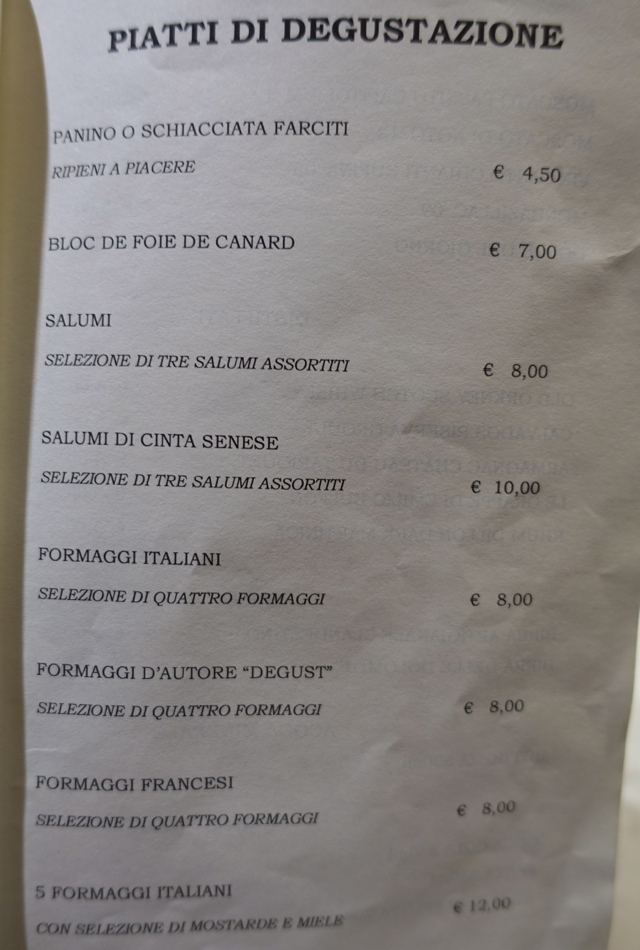 PIATTI DI DEGUSTAZIONE
PANINO O SCHIACCIATA FARCITI
RIPIENI A PIACERE € 4,50
BLOC DE FOIE DE CANARD € 7,00
SALUMI
SELEZIONE DI TRE SALUMI ASSORTITI € 8,00
SALUMI DI CINTA SENESE
SELEZIONE DI TRE SALUMI ASSORTITI € 10,00
FORMAGGI ITALIANI
SELEZIONE DI QUATTRO FORMAGGI € 8,00
FORMAGGI D'AUTORE “DEGUST”
SELEZIONE DI QUATTRO FORMAGGI € 8,00
FORMAGGI FRANCESI
SELEZIONE DI QUATTRO FORMAGGI € 8,00
5 FORMAGGI ITALIANI € 12,00
CON SELEZIONE DI MOSTARDE E MIELE